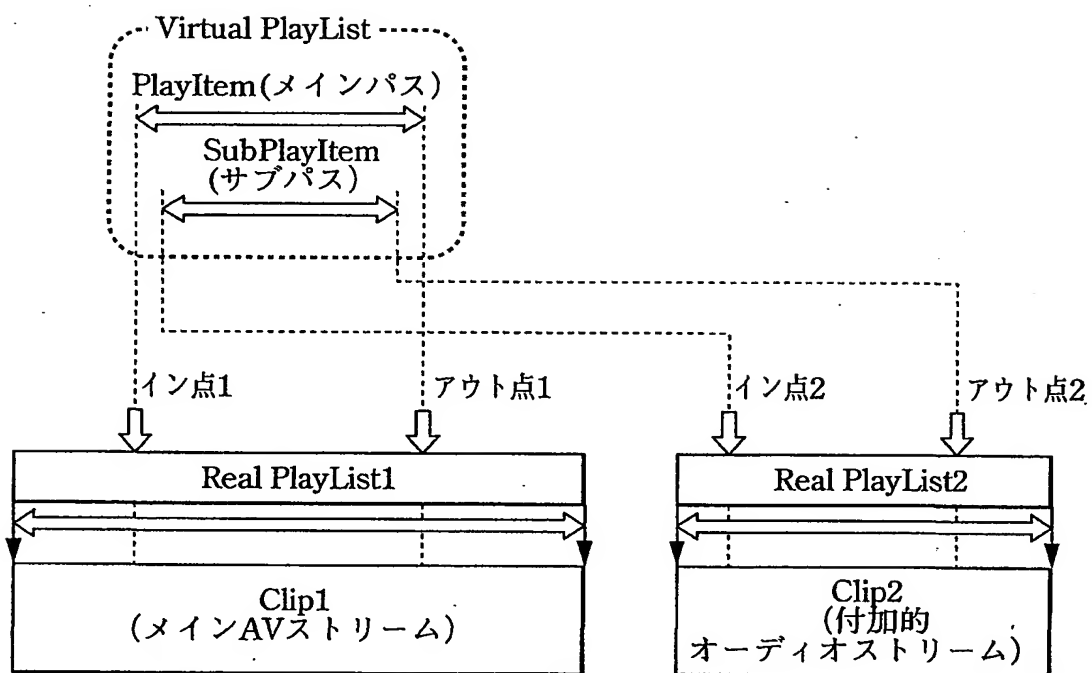 Virtual PlayList
PlayItem(メインパス)
SubPlayItem
(サブパス)
イン点1
アウト点1
イン点2
アウト点2
Real PlayList1
Real PlayList2
Clip1
(メインAVストリーム)
Clip2
(付加的
オーディオストリーム)